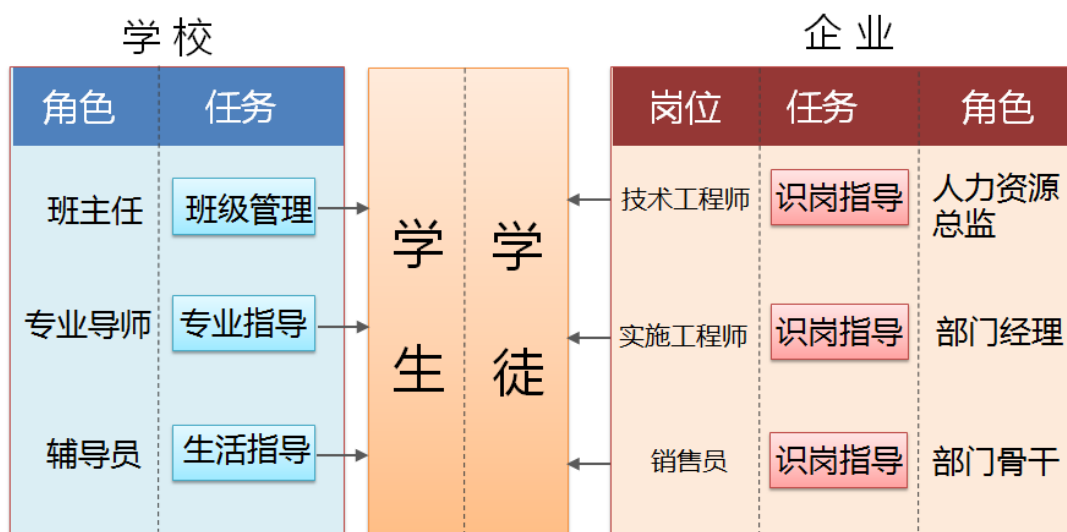 学校
企业
角色 任务
岗位 任务 角色
班主任 班级管理
技术工程师 识岗指导 人力资源
总监
专业导师 专业指导
实施工程师 识岗指导 部门经理
辅导员 生活指导
销售员 识岗指导 部门骨干
学生
学徒